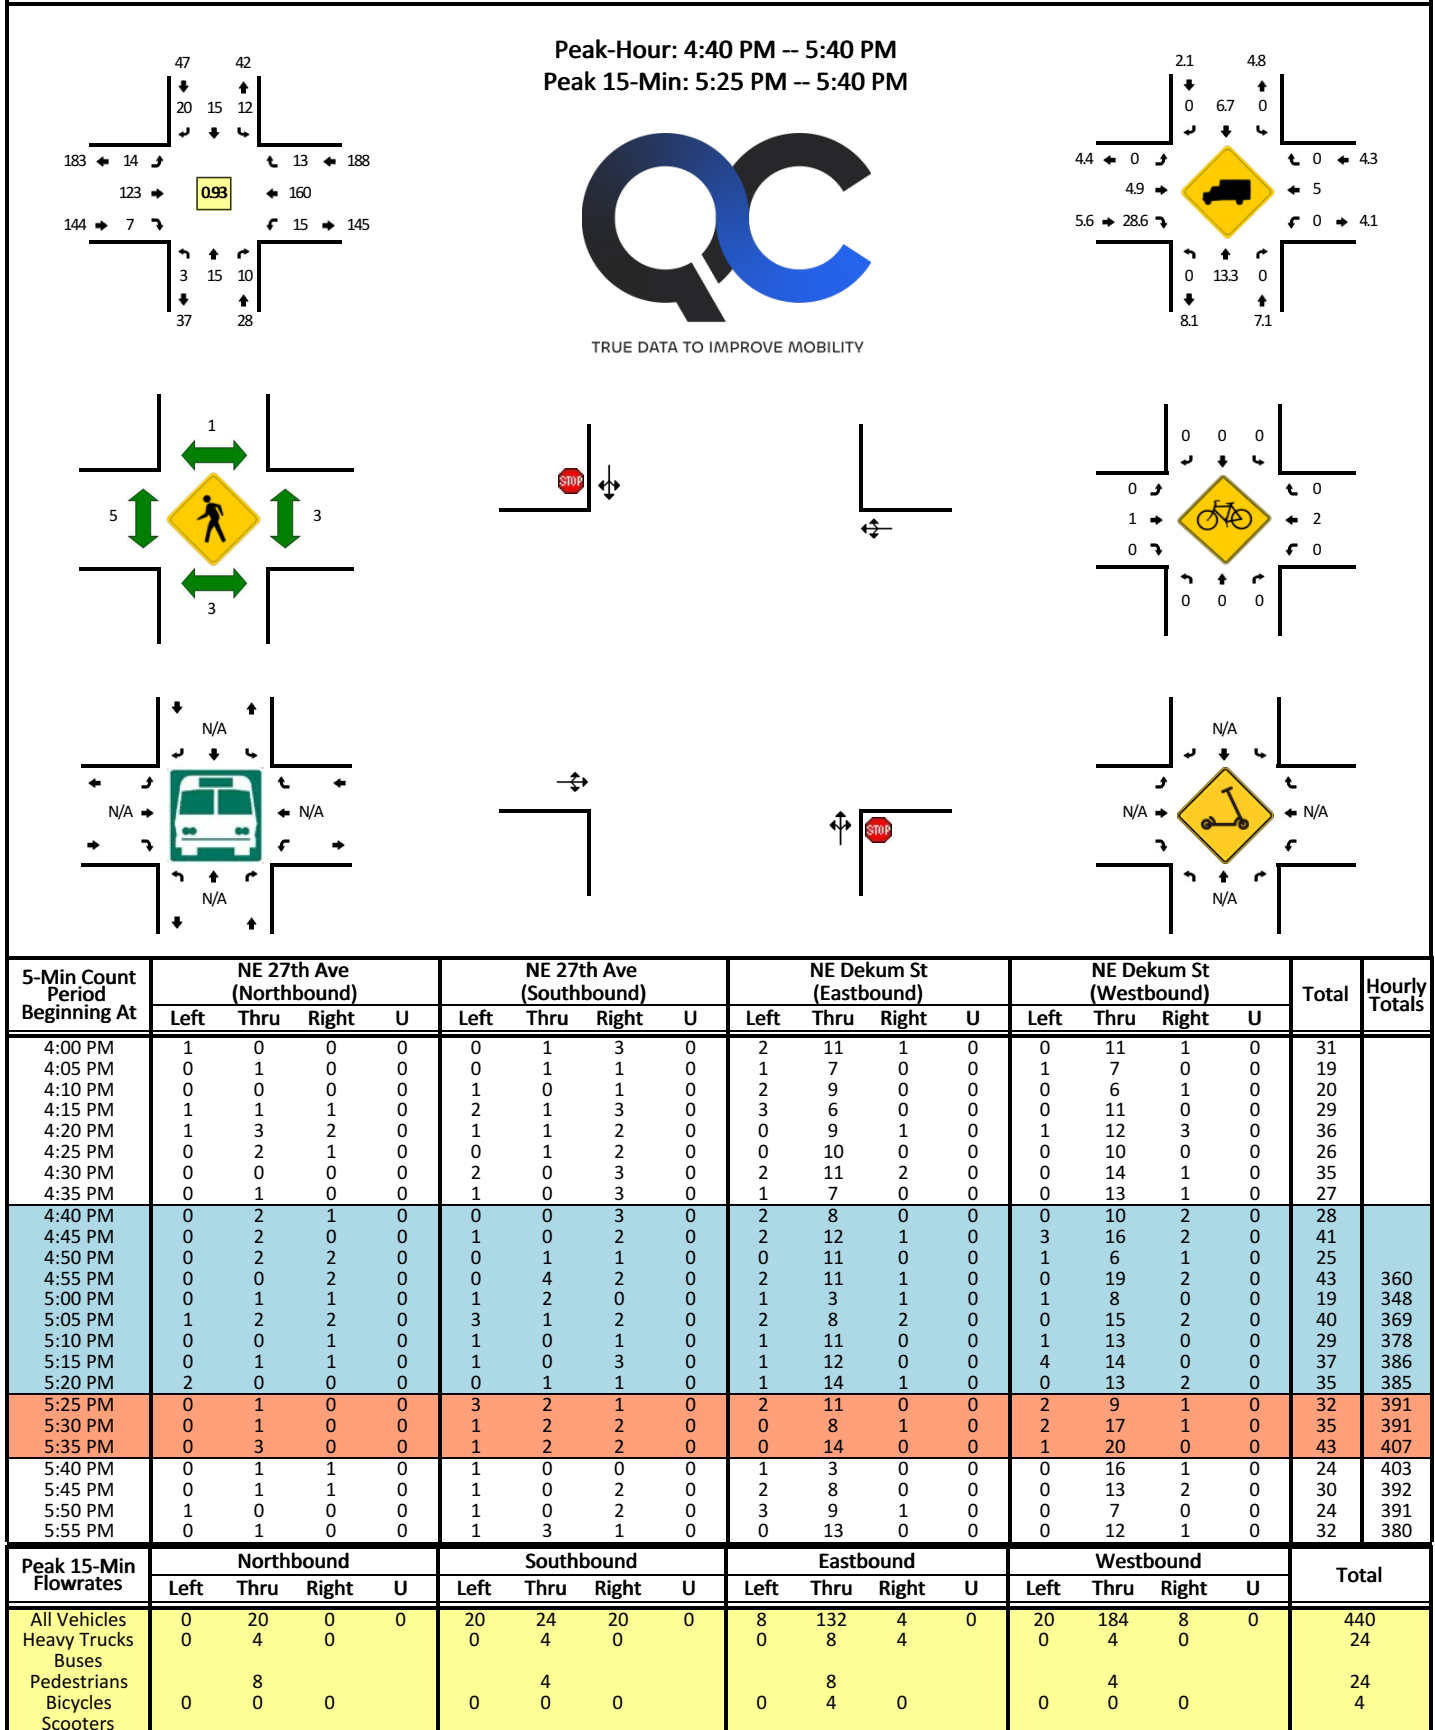 Peak-Hour: 4:40 PM -- 5:40 PM
Peak 15-Min: 5:25 PM -- 5:40 PM
47 42
20 15 12
183 14 13 188
123 0.93 160
144 7 15 145
3 15 10
37 28
TRUE DATA TO IMPROVE MOBILITY
2.1 4.8
0 6.7 0
4.4 0 0 4.3
4.9 5
5.6 28.6 0 4.1
0 13.3 0
8.1 7.1
1
5 3
3
STOP
0 0 0
0 0
1 2
0 0
0 0 0
N/A
N/A N/A
N/A
STOP
N/A
N/A N/A
N/A
5-Min Count Period Beginning At NE 27th Ave (Northbound) NE 27th Ave (Southbound) NE Dekum St (Eastbound) NE Dekum St (Westbound) Total Hourly Totals
Left Thru Right U Left Thru Right U Left Thru Right U Left Thru Right U
4:00 PM 1 0 0 0 0 1 3 0 2 11 1 0 0 11 1 0 31
4:05 PM 0 1 0 0 0 1 1 0 1 7 0 0 1 7 0 0 19
4:10 PM 0 0 0 0 1 0 1 0 2 9 0 0 0 6 1 0 20
4:15 PM 1 1 1 0 2 1 3 0 3 6 0 0 0 11 0 0 29
4:20 PM 1 3 2 0 1 1 2 0 0 9 1 0 1 12 3 0 36
4:25 PM 0 2 1 0 0 1 2 0 0 10 0 0 0 10 0 0 26
4:30 PM 0 0 0 0 2 0 3 0 2 11 2 0 0 14 1 0 35
4:35 PM 0 1 0 0 1 0 3 0 1 7 0 0 0 13 1 0 27
4:40 PM 0 2 1 0 0 0 3 0 2 8 0 0 0 10 2 0 28
4:45 PM 0 2 0 0 1 0 2 0 2 12 1 0 3 16 2 0 41
4:50 PM 0 2 2 0 0 1 1 0 0 11 0 0 1 6 1 0 25
4:55 PM 0 0 2 0 0 4 2 0 2 11 1 0 0 19 2 0 43 360
5:00 PM 0 1 1 0 1 2 0 0 1 3 1 0 1 8 0 0 19 348
5:05 PM 1 2 2 0 3 1 2 0 2 8 2 0 0 15 2 0 40 369
5:10 PM 0 0 1 0 1 0 1 0 1 11 0 0 1 13 0 0 29 378
5:15 PM 0 1 1 0 1 0 3 0 1 12 0 0 4 14 0 0 37 386
5:20 PM 2 0 0 0 0 1 1 0 1 14 1 0 0 13 2 0 35 385
5:25 PM 0 1 0 0 3 2 1 0 2 11 0 0 2 9 1 0 32 391
5:30 PM 0 1 0 0 1 2 2 0 0 8 1 0 2 17 1 0 35 391
5:35 PM 0 3 0 0 1 2 2 0 0 14 0 0 1 20 0 0 43 407
5:40 PM 0 1 1 0 1 0 0 0 1 3 0 0 0 16 1 0 24 403
5:45 PM 0 1 1 0 1 0 2 0 2 8 0 0 0 13 2 0 30 392
5:50 PM 1 0 0 0 1 0 2 0 3 9 1 0 0 7 0 0 24 391
5:55 PM 0 1 0 0 1 3 1 0 0 13 0 0 0 12 1 0 32 380
Peak 15-Min Flowrates Northbound Southbound Eastbound Westbound Total
Left Thru Right U Left Thru Right U Left Thru Right U Left Thru Right U
All Vehicles 0 20 0 0 20 24 20 0 8 132 4 0 20 184 8 0 440
Heavy Trucks 0 4 0 0 4 0 0 8 4 0 4 0 24
Buses
Pedestrians 8 4 8 4 24
Bicycles 0 0 0 0 0 0 0 4 0 0 0 0 4
Scooters